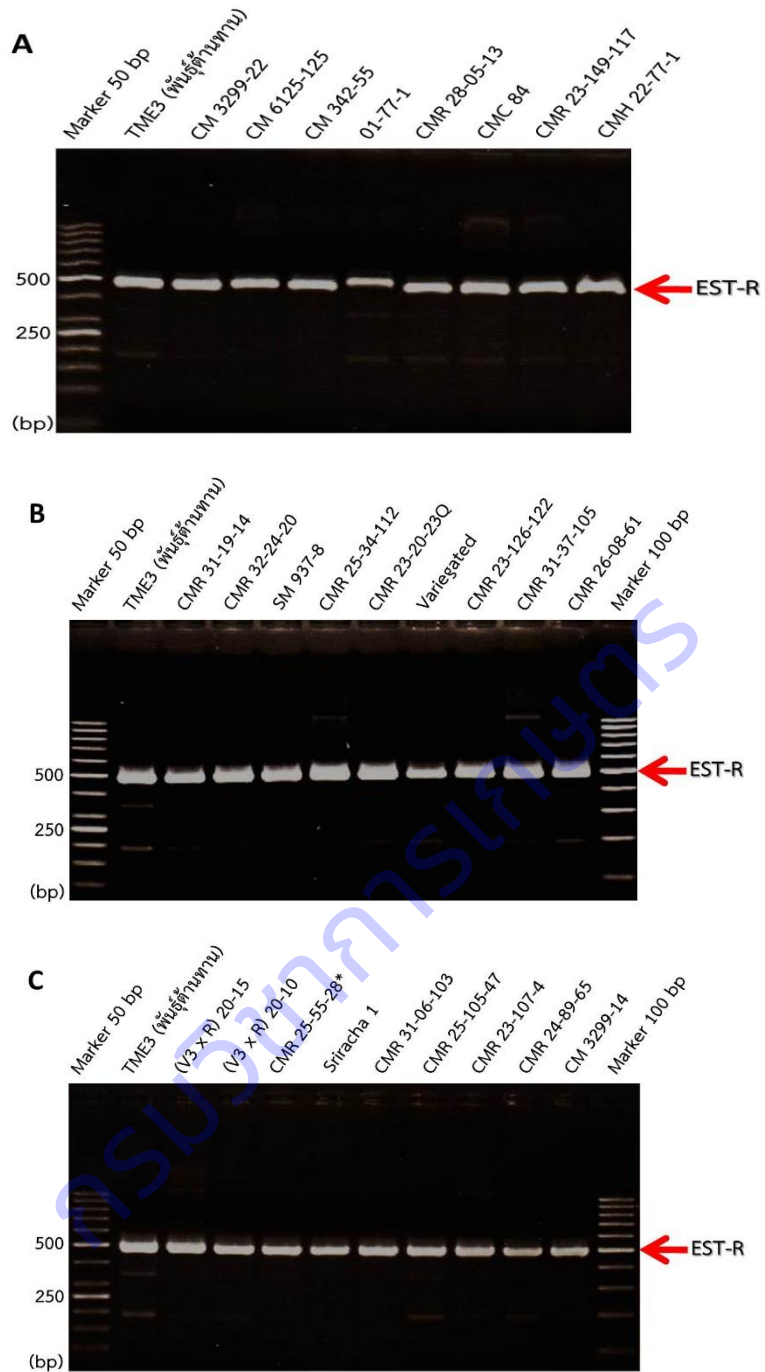 A
Marker 50 bp
TME3 (พันธุ์ต้านทาน)
CM 3299-22
CM 6125-125
CM 342-55
01-77-1
CMR 28-05-13
CMC 84
CMR 23-149-117
CMH 22-77-1
500
250
(bp)
EST-R
B
Marker 50 bp
TME3 (พันธุ์ต้านทาน)
CMR 31-19-14
CMR 32-24-20
SM 937-8
CMR 25-34-112
CMR 23-20-23Q
Variegated
CMR 23-126-122
CMR 31-37-105
CMR 26-08-61
Marker 100 bp
500
250
(bp)
EST-R
C
Marker 50 bp
TME3 (พันธุ์ต้านทาน)
(V3 x R) 20-15
(V3 x R) 20-10
CMR 25-55-28*
Sriracha 1
CMR 31-06-103
CMR 25-105-47
CMR 23-107-4
CMR 24-89-65
CM 3299-14
Marker 100 bp
500
250
(bp)
EST-R
กรมวิชาการเกษตร